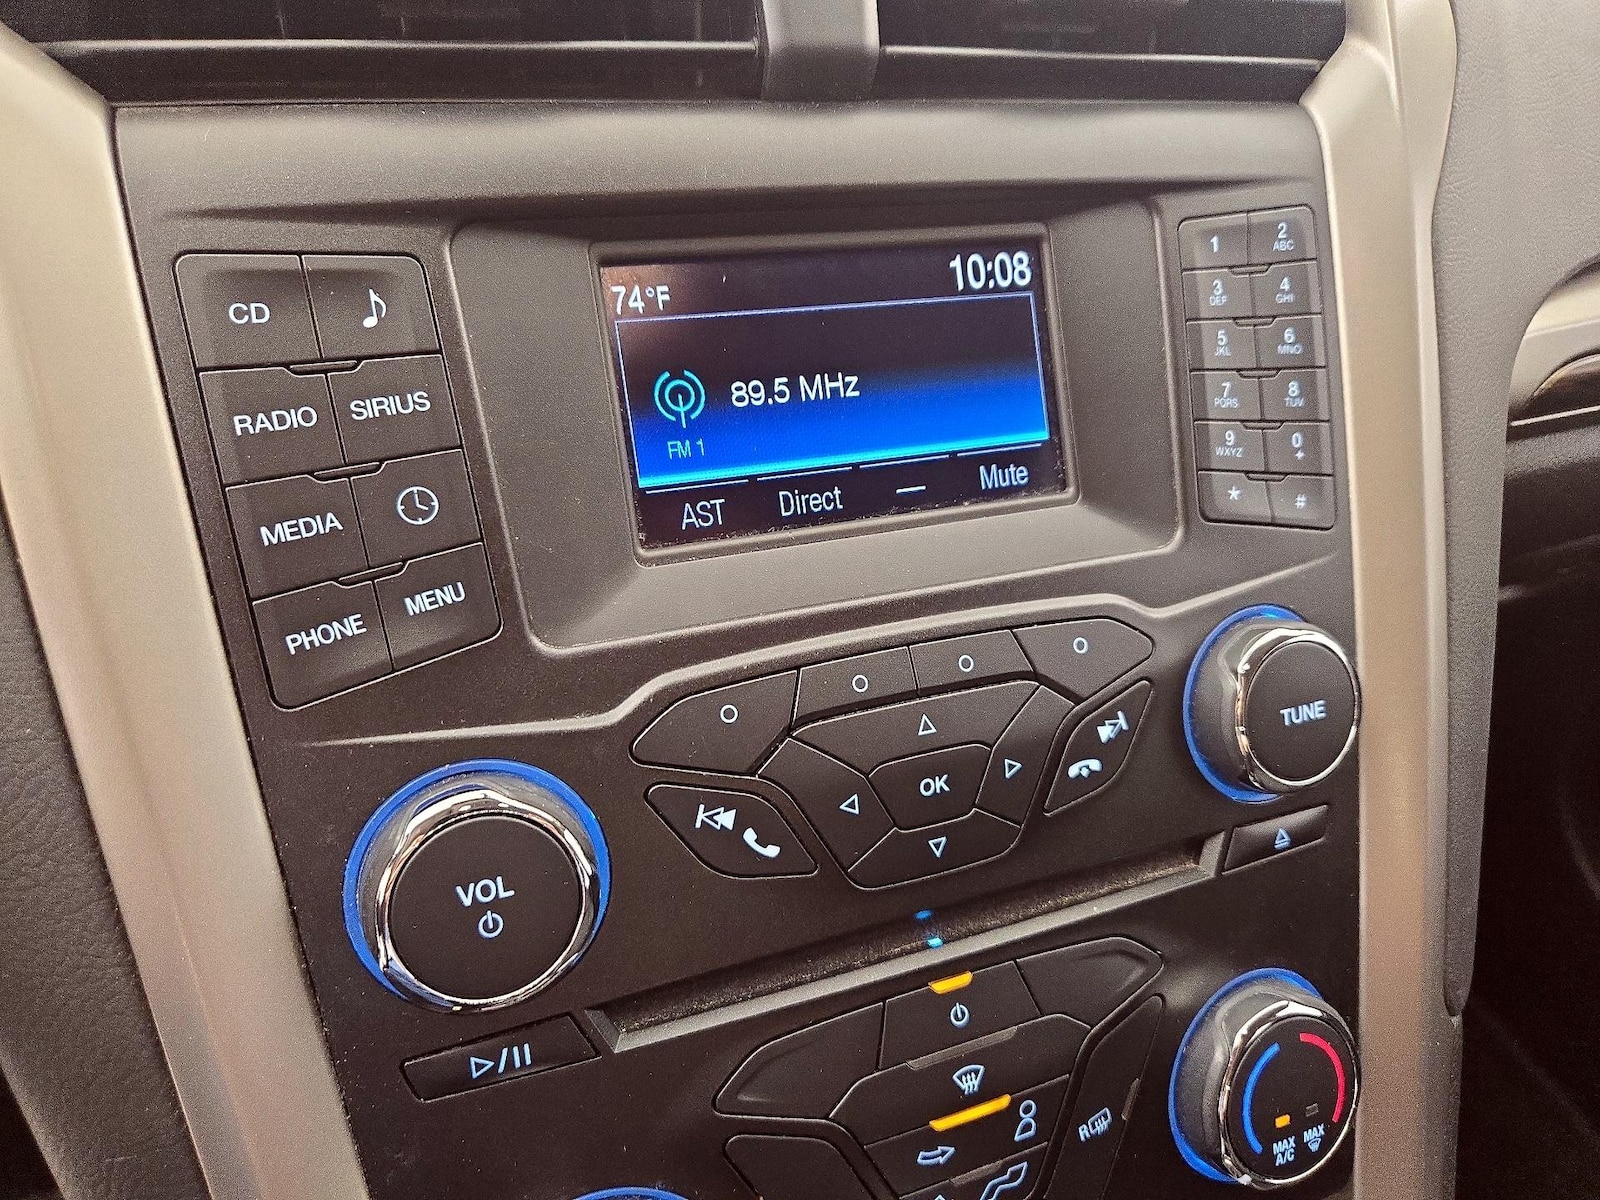 74°F
10:08
89.5 MHz
FM 1
AST Direct — Mute
CD
RADIO SIRIUS
MEDIA
PHONE MENU
1 2 ABC
3 DEF 4 GHI
5 JKL 6 MNO
7 PQRS 8 TUV
9 WXYZ 0 +
* #
OK
TUNE
VOL
R
MAX A/C
MAX